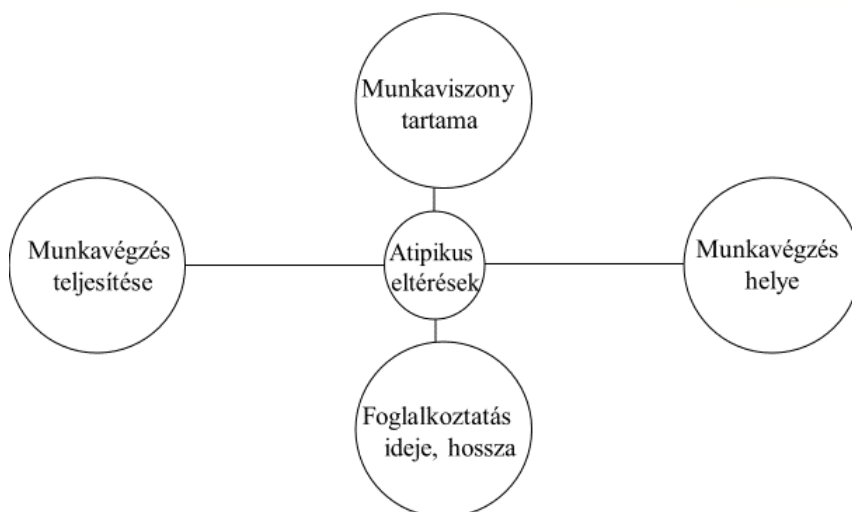 Munkaviszony
tartama
Munkavégzés
teljesítése
Atipikus
eltérések
Munkavégzés
helye
Foglalkoztatás
ideje, hossza